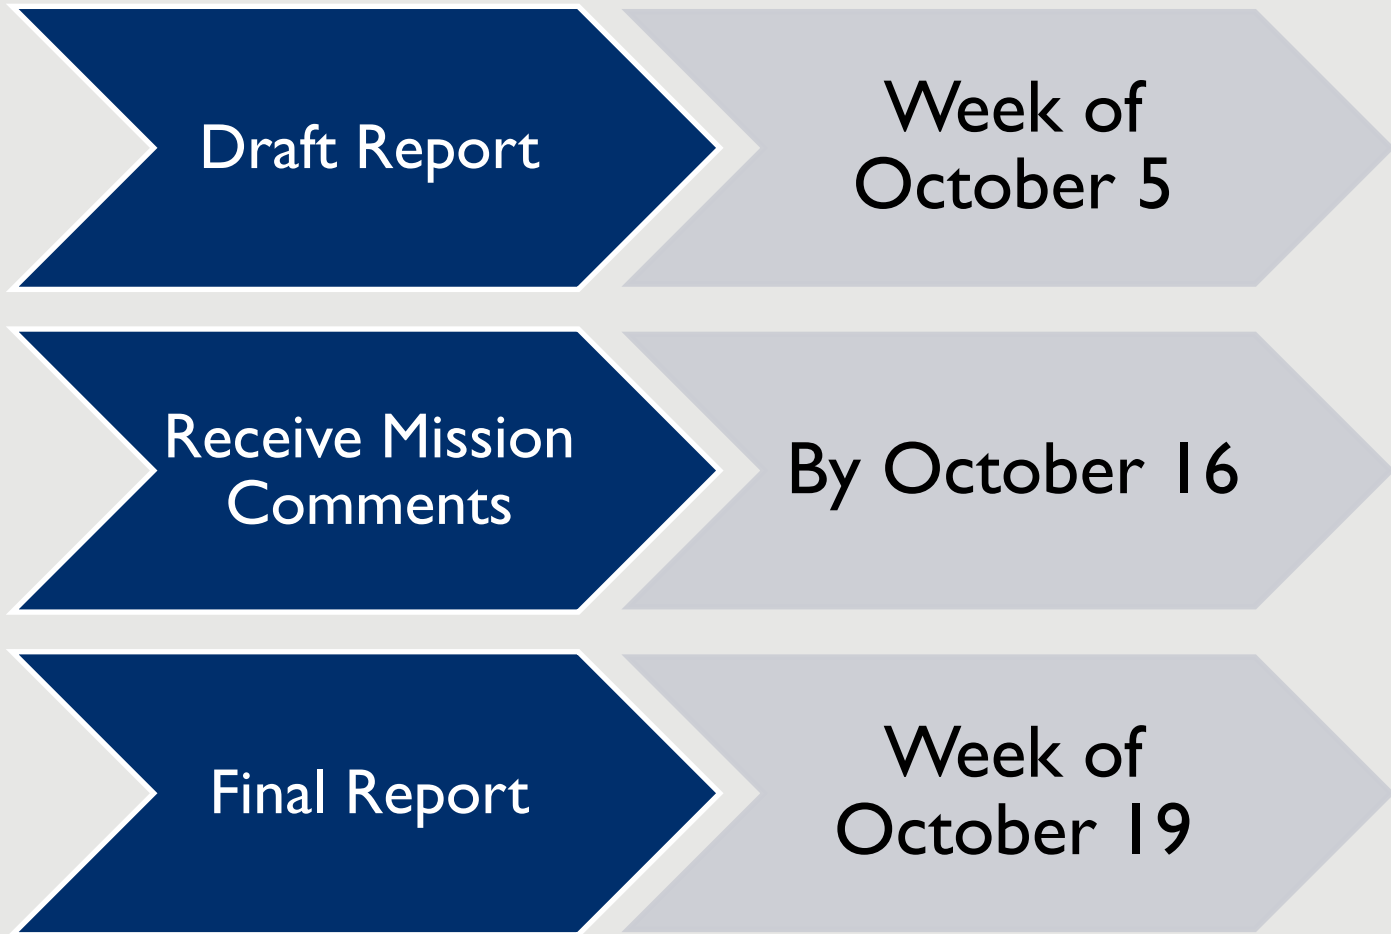 Draft Report
Week of
October 5
Receive Mission
Comments
By October 16
Final Report
Week of
October 19